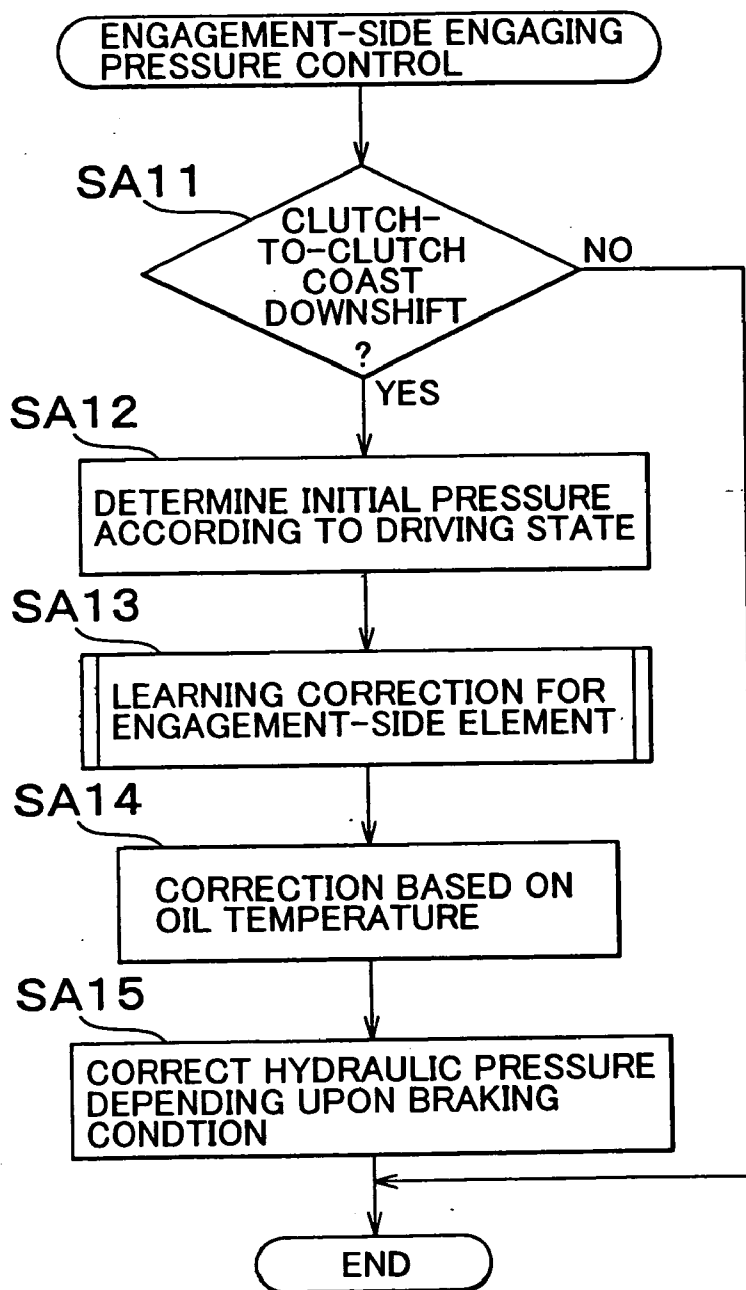 ENGAGEMENT-SIDE ENGAGING
PRESSURE CONTROL
SA11
CLUTCH-
TO-CLUTCH
COAST
DOWNSHIFT
?
NO
YES
SA12
DETERMINE INITIAL PRESSURE
ACCORDING TO DRIVING STATE
SA13
LEARNING CORRECTION FOR
ENGAGEMENT-SIDE ELEMENT
SA14
CORRECTION BASED ON
OIL TEMPERATURE
SA15
CORRECT HYDRAULIC PRESSURE
DEPENDING UPON BRAKING
CONDTION
END